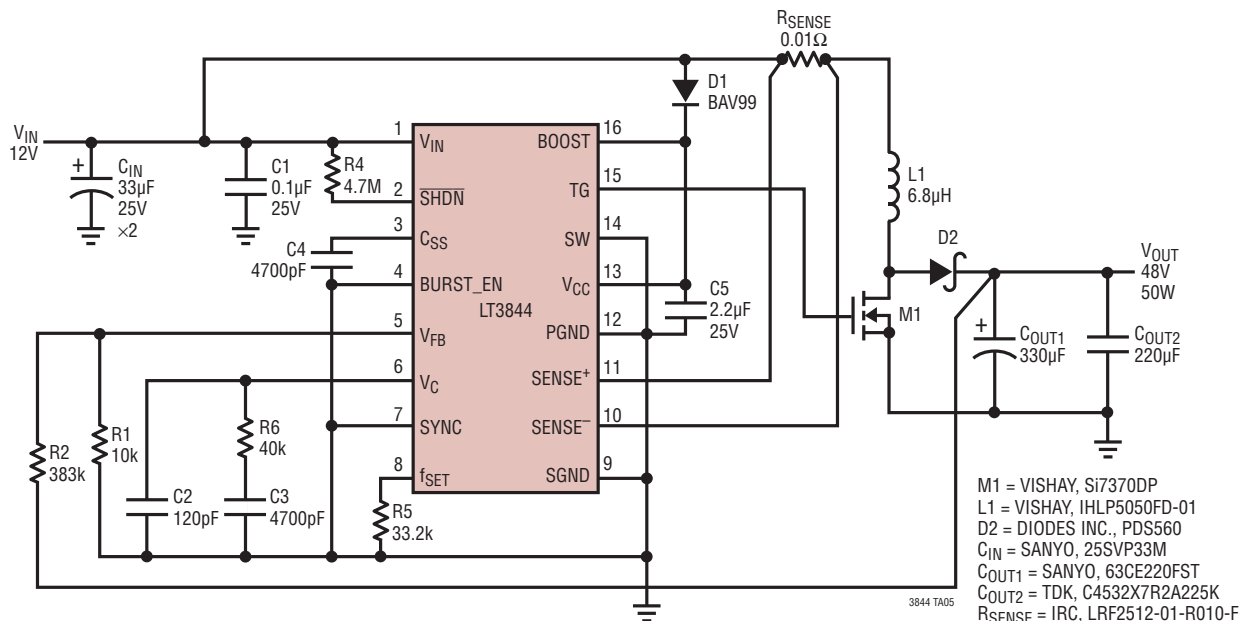 RSENSE
0.01Ω
D1
BAV99
VIN
12V
+
CIN
33µF
25V
×2
C1
0.1µF
25V
R4
4.7M
1
VIN
2
SHDN
3
CSS
4
BURST_EN
5
VFB
6
VC
7
SYNC
8
fSET
LT3844
16
BOOST
15
TG
14
SW
13
VCC
12
PGND
11
SENSE+
10
SENSE–
9
SGND
C4
4700pF
C5
2.2µF
25V
L1
6.8µH
D2
VOUT
48V
50W
M1
+
COUT1
330µF
COUT2
220µF
R2
383k
R1
10k
C2
120pF
R6
40k
C3
4700pF
R5
33.2k
M1 = VISHAY, Si7370DP
L1 = VISHAY, IHLP5050FD-01
D2 = DIODES INC., PDS560
CIN = SANYO, 25SVP33M
COUT1 = SANYO, 63CE220FST
COUT2 = TDK, C4532X7R2A225K
RSENSE = IRC, LRF2512-01-R010-F
3844 TA05